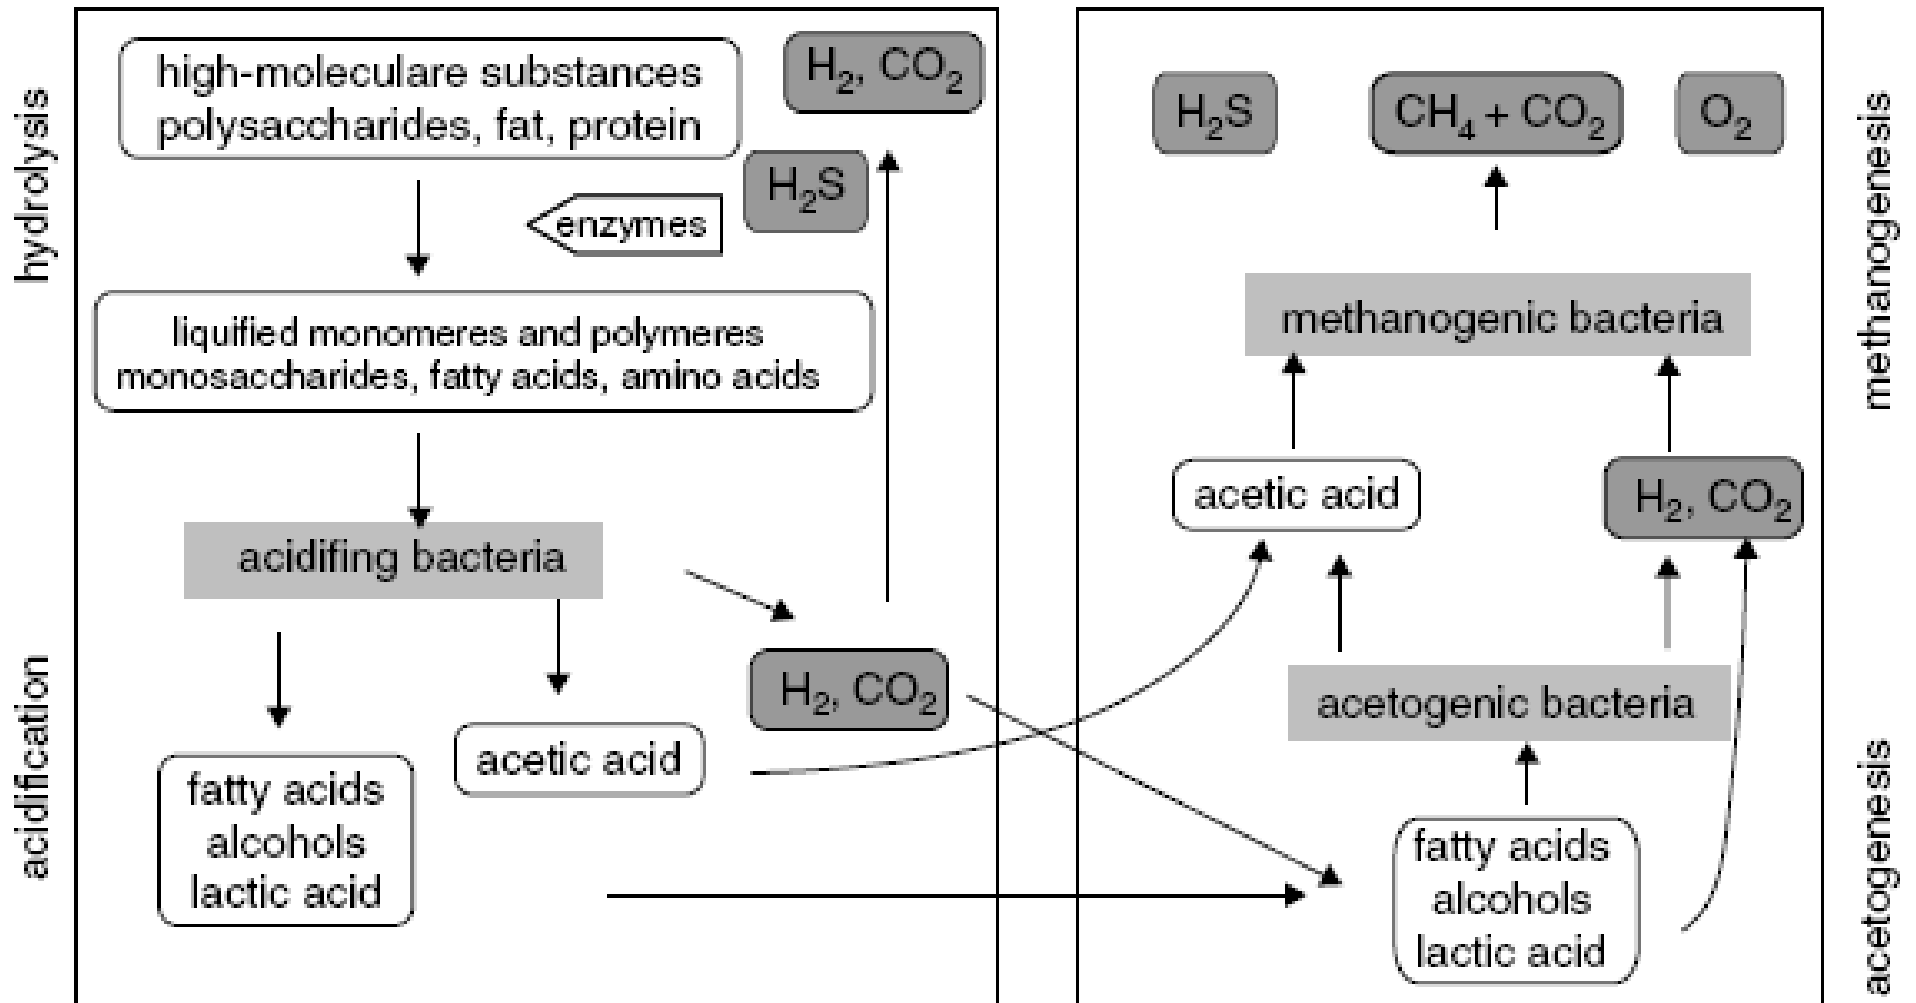 hydrolysis
high-moleculare substances
polysaccharides, fat, protein
H₂, CO₂
H₂S
enzymes
liquified monomeres and polymeres
monosaccharides, fatty acids, amino acids
acidification
acidifing bacteria
H₂, CO₂
acetic acid
fatty acids
alcohols
lactic acid
H₂S
CH₄ + CO₂
O₂
methanogenesis
methanogenic bacteria
acetic acid
H₂, CO₂
acetogenic bacteria
acetogenesis
fatty acids
alcohols
lactic acid